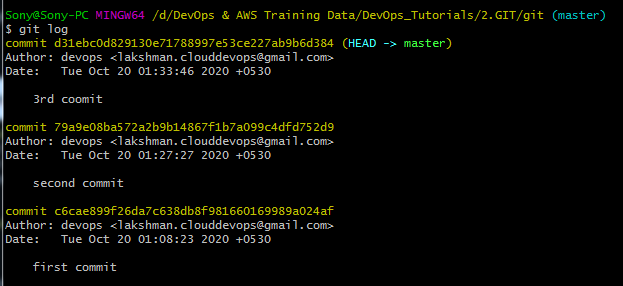 Sony@Sony-PC MINGW64 /d/DevOps & AWS Training Data/DevOps_Tutorials/2.GIT/git (master)
$ git log
commit d31ebc0d829130e71788997e53ce227ab9b6d384 (HEAD -> master)
Author: devops <lakshman.clouddevops@gmail.com>
Date:   Tue Oct 20 01:33:46 2020 +0530
3rd coomit
commit 79a9e08ba572a2b9b14867f1b7a099c4dfd752d9
Author: devops <lakshman.clouddevops@gmail.com>
Date:   Tue Oct 20 01:27:27 2020 +0530
second commit
commit c6cae899f26da7c638db8f981660169989a024af
Author: devops <lakshman.clouddevops@gmail.com>
Date:   Tue Oct 20 01:08:23 2020 +0530
first commit